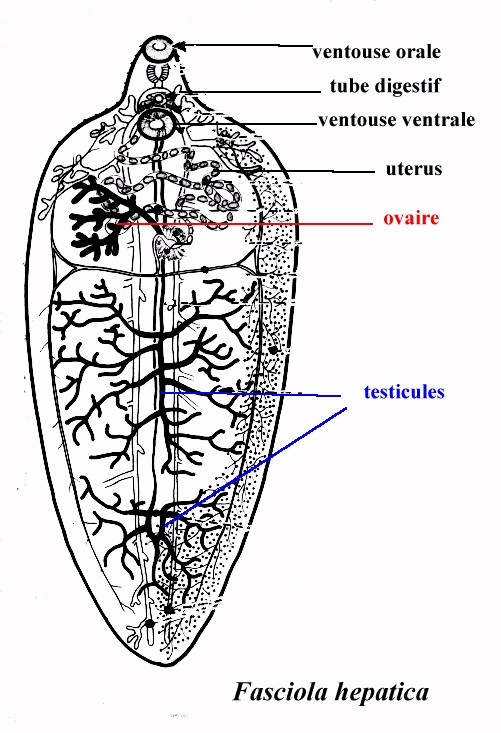 ventouse orale
tube digestif
ventouse ventrale
uterus
ovaire
testicules
Fasciola hepatica